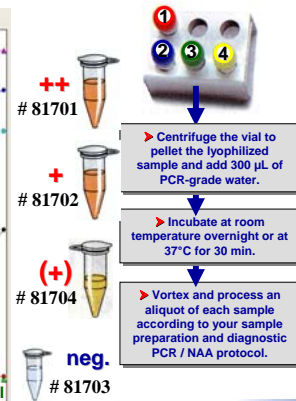 1
2
3
4
++
# 81701
+
# 81702
(+)
# 81704
neg.
# 81703
➤ Centrifuge the vial to
pellet the lyophilized
sample and add 300 µL of
PCR-grade water.
➤ Incubate at room
temperature overnight or at
37°C for 30 min.
➤ Vortex and process an
aliquot of each sample
according to your sample
preparation and diagnostic
PCR / NAA protocol.